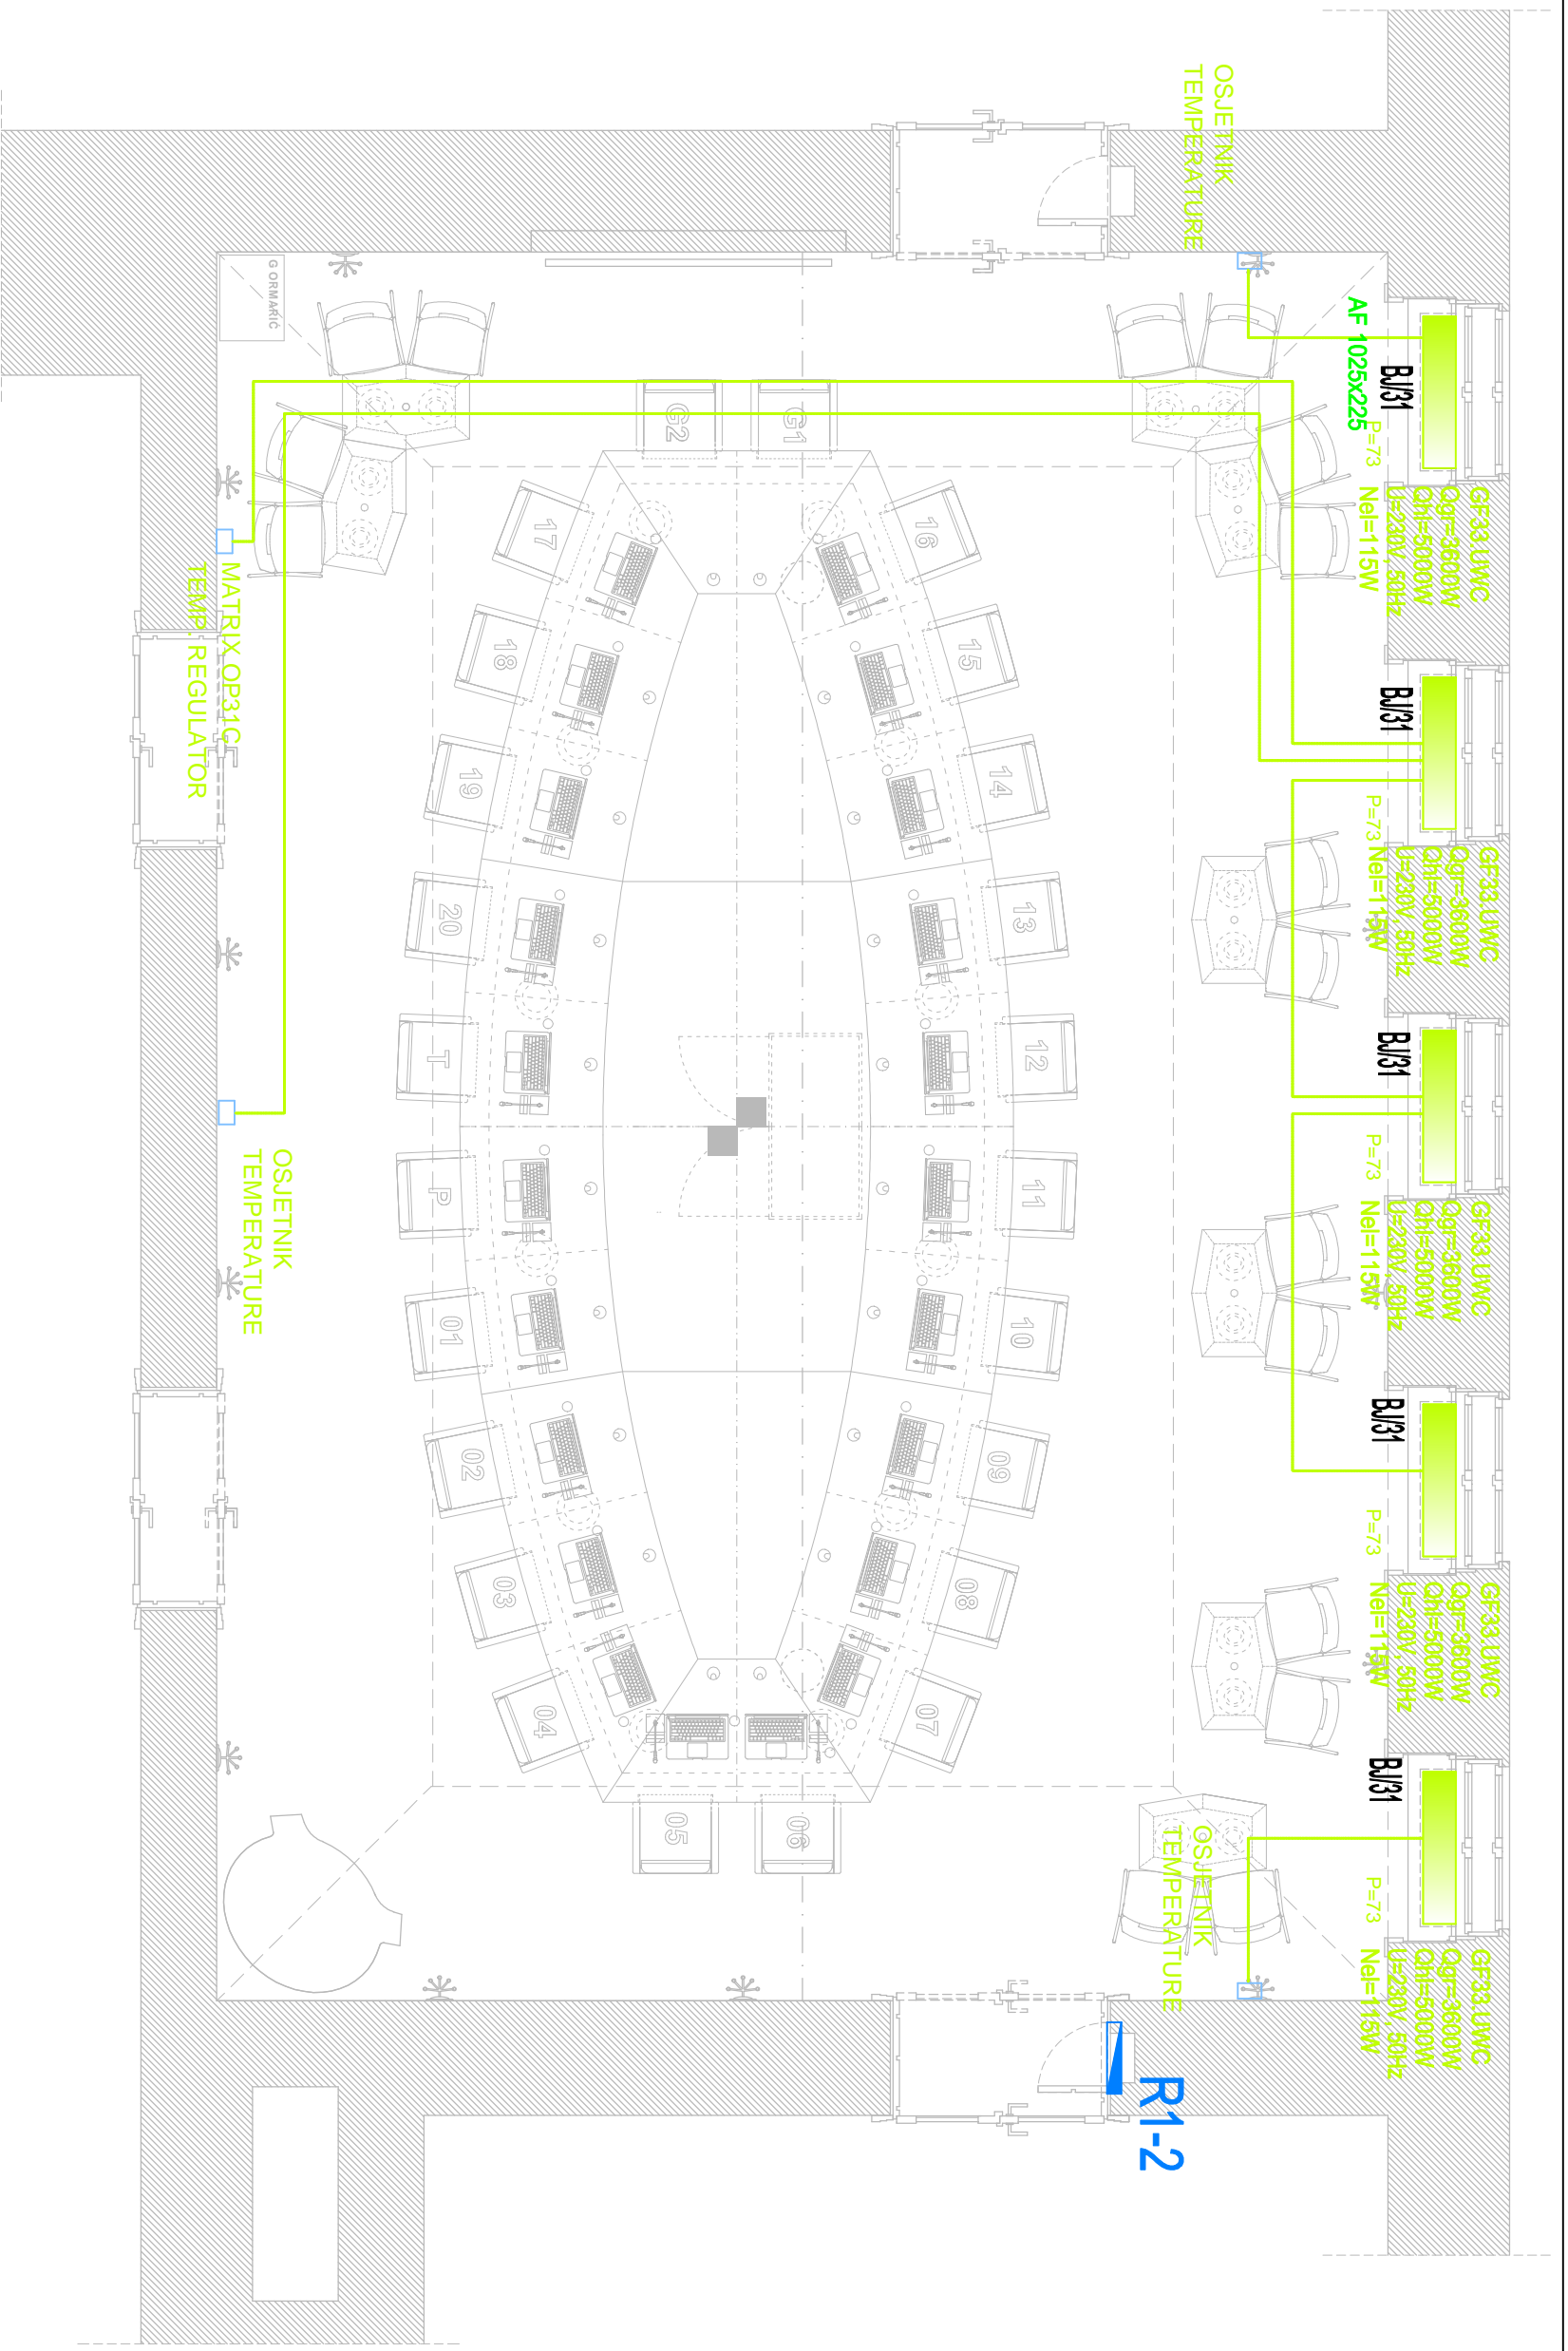 OSJETNIK
TEMPERATURE
AF 1025x225
BJ/31
P=73
GF33.UWC
Qgr=3600W
Qhl=5000W
U=230V, 50Hz
Nel=115W
BJ/31
P=73
GF33.UWC
Qgr=3600W
Qhl=5000W
U=230V, 50Hz
Nel=115W
BJ/31
P=73
GF33.UWC
Qgr=3600W
Qhl=5000W
U=230V, 50Hz
Nel=115W
BJ/31
P=73
GF33.UWC
Qgr=3600W
Qhl=5000W
U=230V, 50Hz
Nel=115W
BJ/31
P=73
GF33.UWC
Qgr=3600W
Qhl=5000W
U=230V, 50Hz
Nel=115W
G ORMARIĆ
G2
G1
16
15
14
13
12
11
10
09
08
07
17
18
19
20
T
P
01
02
03
04
05
06
MATRIX OP31C
TEMP. REGULATOR
OSJETNIK
TEMPERATURE
OSJETNIK
TEMPERATURE
R1-2